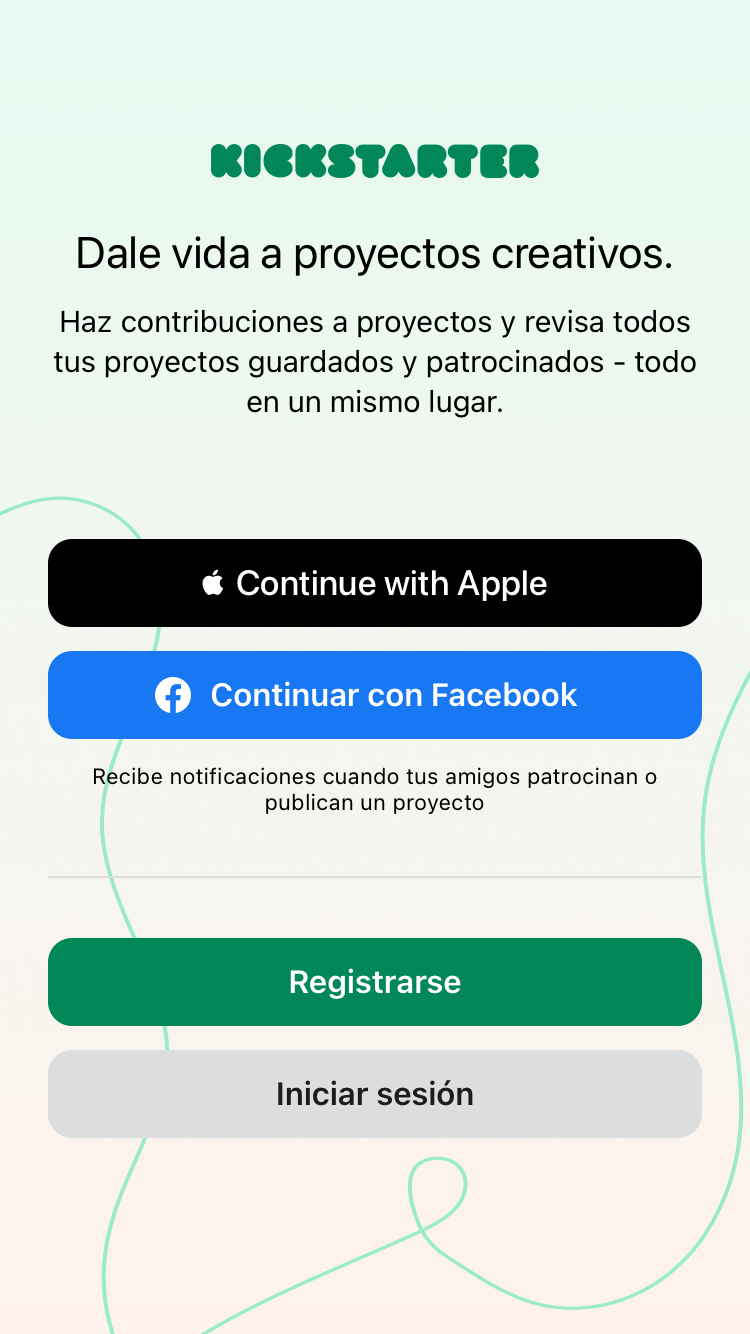 KICKSTARTER
Dale vida a proyectos creativos.
Haz contribuciones a proyectos y revisa todos
tus proyectos guardados y patrocinados - todo
en un mismo lugar.
Continue with Apple
Continuar con Facebook
Recibe notificaciones cuando tus amigos patrocinan o
publican un proyecto
Registrarse
Iniciar sesión